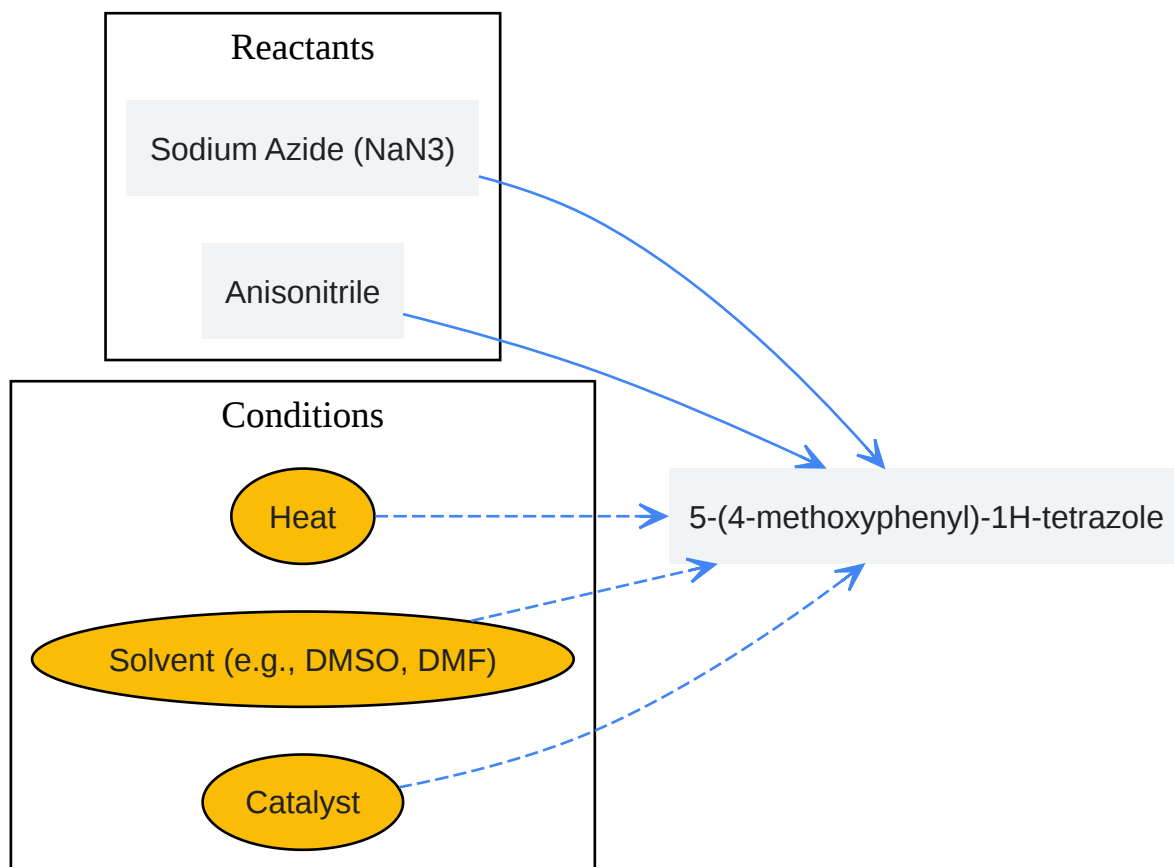 Reactants
Sodium Azide (NaN3)
Anisonitrile
Conditions
Heat
Solvent (e.g., DMSO, DMF)
Catalyst
5-(4-methoxyphenyl)-1H-tetrazole